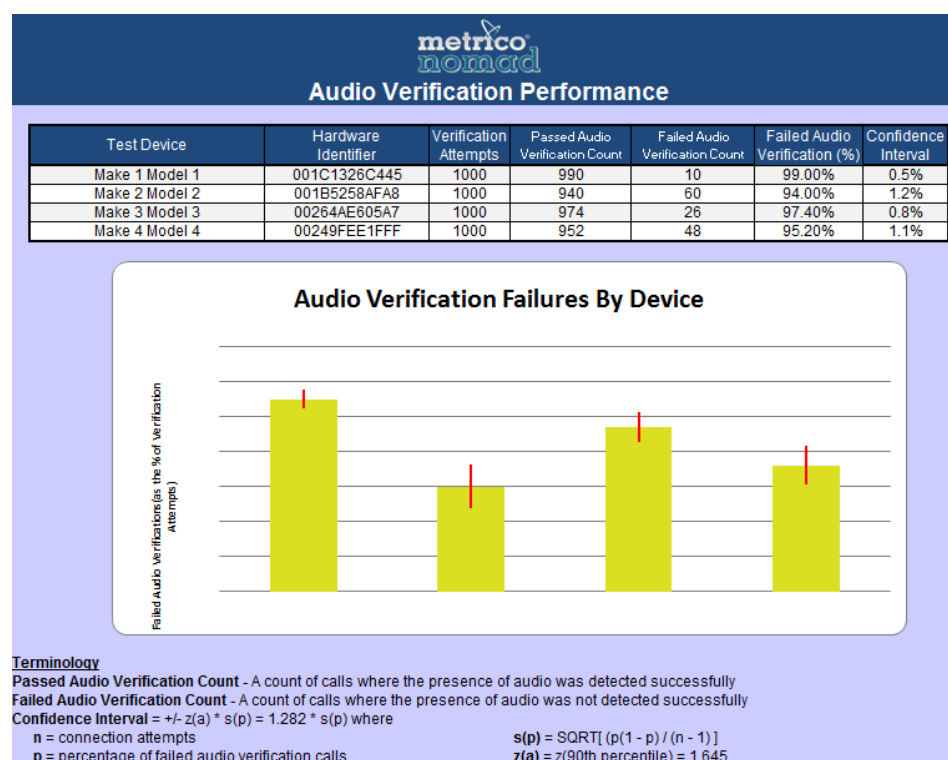 metrico
nomad
Audio Verification Performance
Test Device Hardware Identifier Verification Attempts Passed Audio Verification Count Failed Audio Verification Count Failed Audio Verification (%) Confidence Interval
Make 1 Model 1 001C1326C445 1000 990 10 99.00% 0.5%
Make 2 Model 2 001B5258AFA8 1000 940 60 94.00% 1.2%
Make 3 Model 3 00264AE605A7 1000 974 26 97.40% 0.8%
Make 4 Model 4 00249FEE1FFF 1000 952 48 95.20% 1.1%
Audio Verification Failures By Device
Failed Audio Verifications (as the % of Verification
Attempts)
Terminology
Passed Audio Verification Count - A count of calls where the presence of audio was detected successfully
Failed Audio Verification Count - A count of calls where the presence of audio was not detected successfully
Confidence Interval = +/- z(a) * s(p) = 1.282 * s(p) where
n = connection attempts s(p) = SQRT[ (p(1 - p) / (n - 1) ]
p = percentage of failed audio verification calls z(a) = z(90th percentile) = 1.645